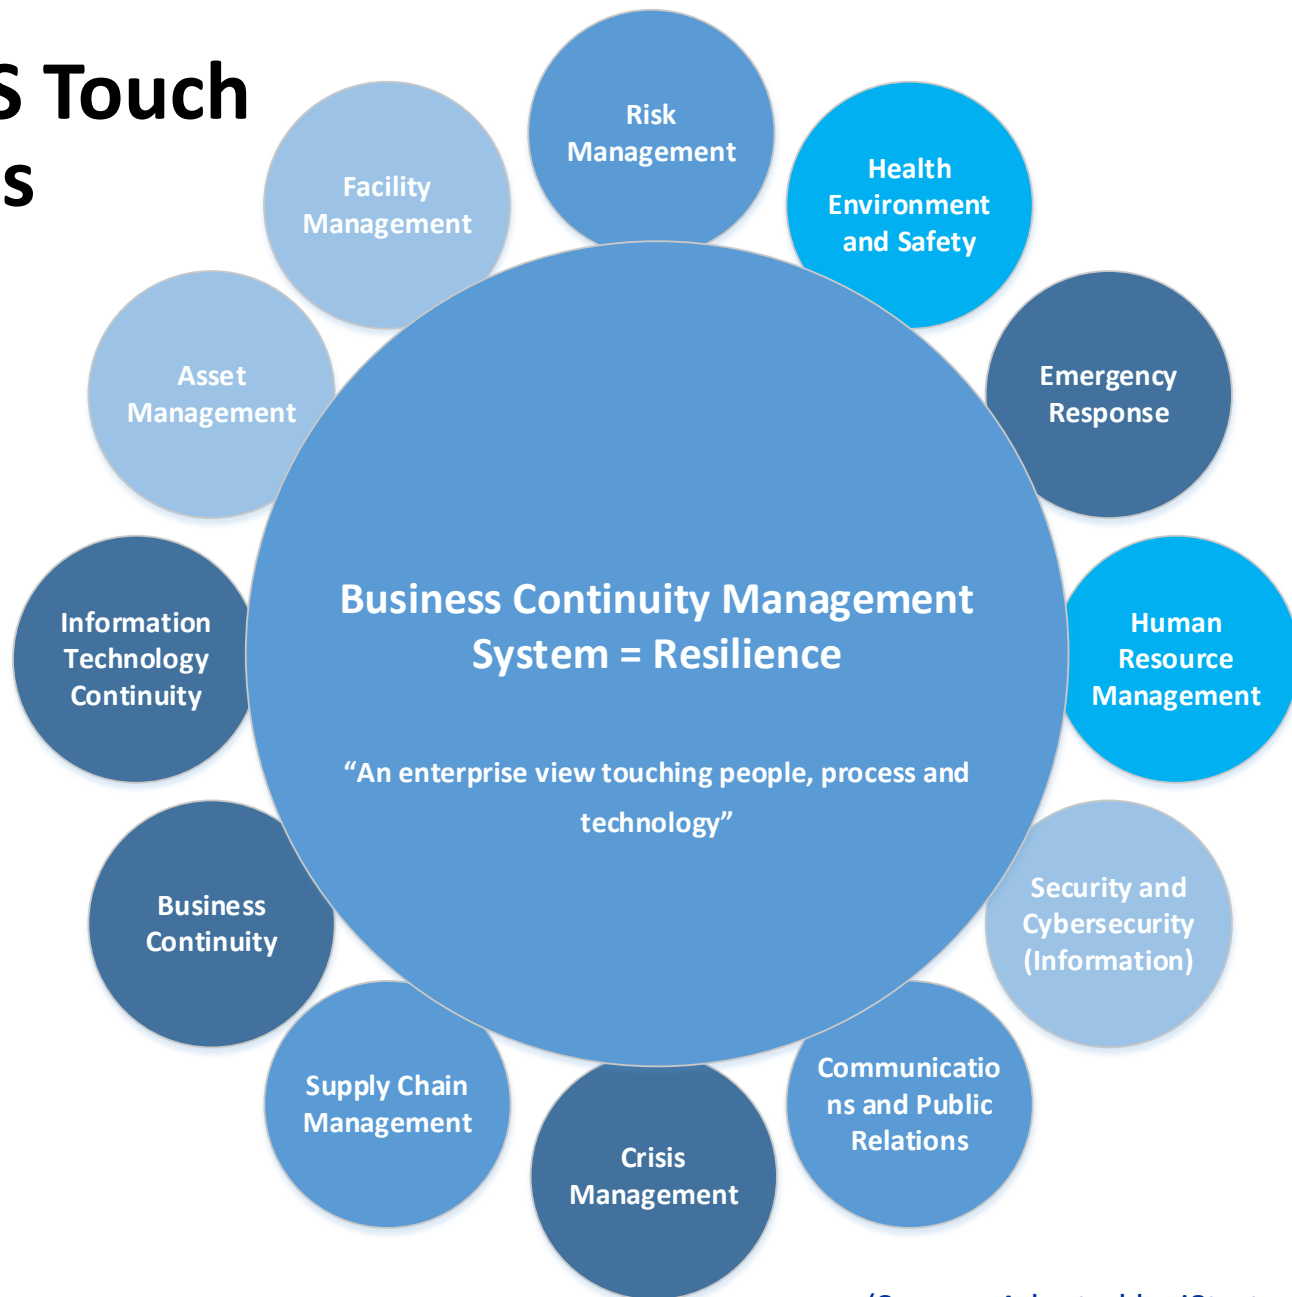 S Touch
s
Risk
Management
Health
Environment
and Safety
Emergency
Response
Human
Resource
Management
Security and
Cybersecurity
(Information)
Communicatio
ns and Public
Relations
Crisis
Management
Supply Chain
Management
Business
Continuity
Information
Technology
Continuity
Asset
Management
Facility
Management
Business Continuity Management
System = Resilience
“An enterprise view touching people, process and
technology”